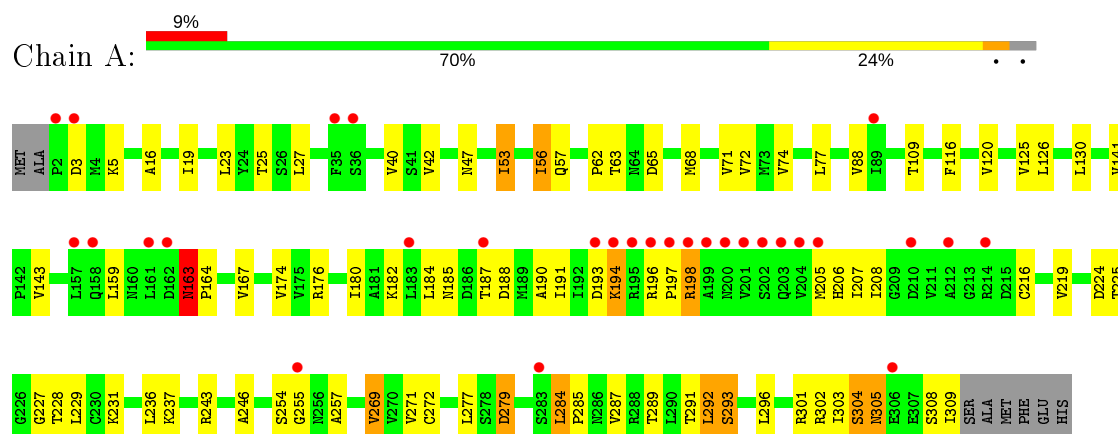 9%
Chain A:
70% 24% • •
MET ALA P2 D3 M4 K5 A16 I19 L23 Y24 T25 S26 L27 F35 S36 V40 S41 V42 N47 I53 I56 Q57 P62 T63 N64 D65 M68 V71 V72 M73 V74 L77 V88 I89 T109 F116 V120 V125 L126 L130 V141
P142 V143 L157 Q158 L159 N160 L161 D162 N163 P164 V167 V174 V175 R176 I180 A181 K182 L183 L184 N185 D186 T187 D188 M189 A190 I191 I192 D193 K194 R195 R196 P197 R198 A199 N200 V201 S202 Q203 V204 M205 H206 I207 I208 G209 D210 V211 A212 G213 R214 D215 C216 V219 D224 T225
G226 G227 T228 L229 C230 K231 L236 K237 R243 A246 S254 G255 N256 A257 V269 V270 V271 C272 L277 S278 D279 S283 L284 P285 N286 V287 R288 T289 L290 T291 L292 S293 L296 R301 R302 I303 S304 N305 E306 E307 S308 I309 SER ALA MET PHE GLU HIS